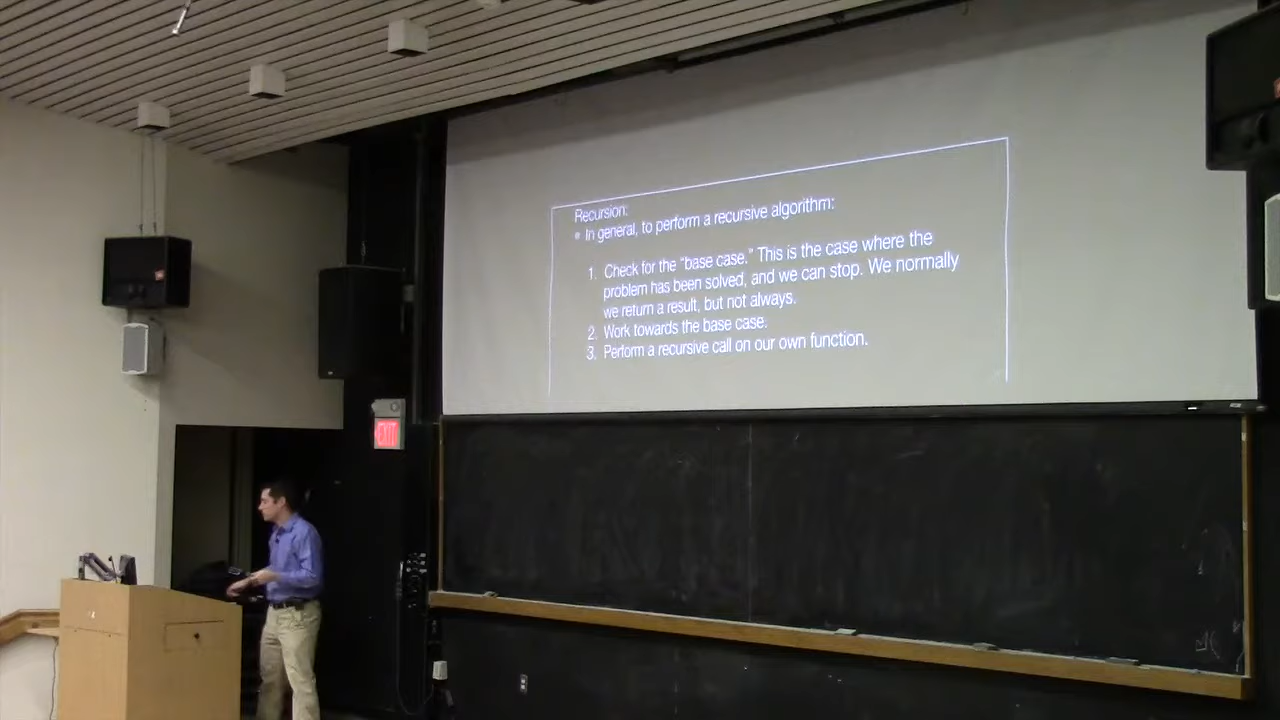 Recursion:
• In general, to perform a recursive algorithm:
1. Check for the “base case.” This is the case where the
problem has been solved, and we can stop. We normally
we return a result, but not always.
2. Work towards the base case.
3. Perform a recursive call on our own function.
EXIT